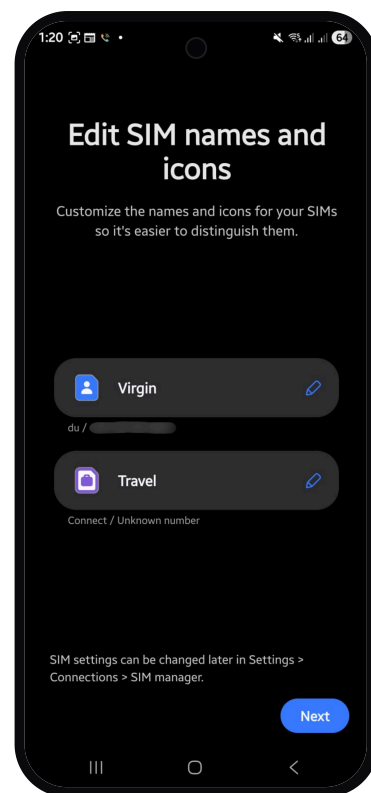 1:20 64
Edit SIM names and
icons
Customize the names and icons for your SIMs
so it's easier to distinguish them.
Virgin
du /
Travel
Connect / Unknown number
SIM settings can be changed later in Settings >
Connections > SIM manager.
Next